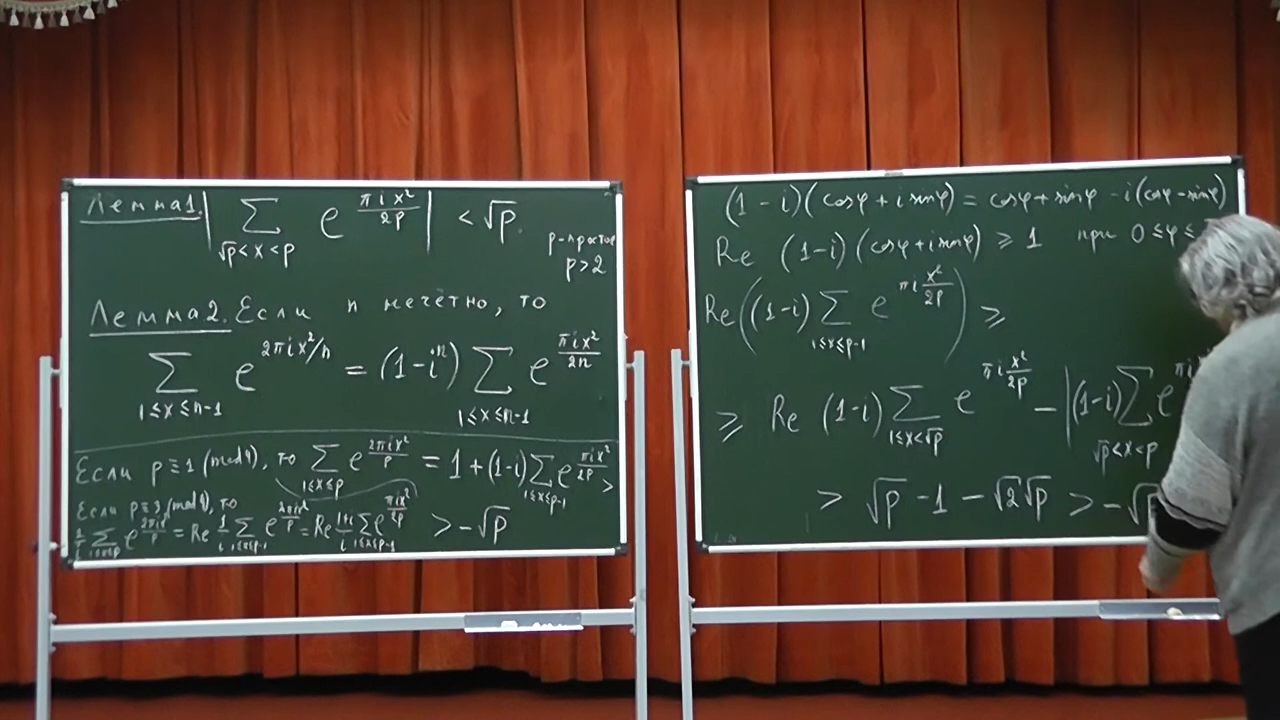 Лемма1. | ∑_{√p<x<p} e^{πix²/2p} | < √p.
p-простое
p>2
Лемма2. Если n нечётно, то
∑_{1≤x≤n-1} e^{2πix²/n} = (1-iⁿ) ∑_{1≤x≤n-1} e^{πix²/2n}
Если p≡1 (mod 4), то ∑_{1≤x≤p} e^{2πix²/p} = 1+(1-i)∑_{1≤x≤p-1} e^{πix²/2p} >
Если p≡3 (mod 4), то
1/i ∑_{1≤x≤p} e^{2πix²/p} = Re 1/i ∑_{1≤x≤p-1} e^{2πix²/p} = Re (1+i)/i ∑_{1≤x≤p-1} e^{πix²/2p} > -√p
(1-i)(cosφ + i sinφ) = cosφ + sinφ - i(cosφ - sinφ)
Re (1-i)(cosφ + i sinφ) ≥ 1 при 0 ≤ φ ≤
Re((1-i) ∑_{1≤x≤p-1} e^{πi x²/2p}) ≥
≥ Re (1-i) ∑_{1≤x<√p} e^{πi x²/2p} - |(1-i) ∑_{√p<x<p} e^{πi
> √p - 1 - √2√p > -√p